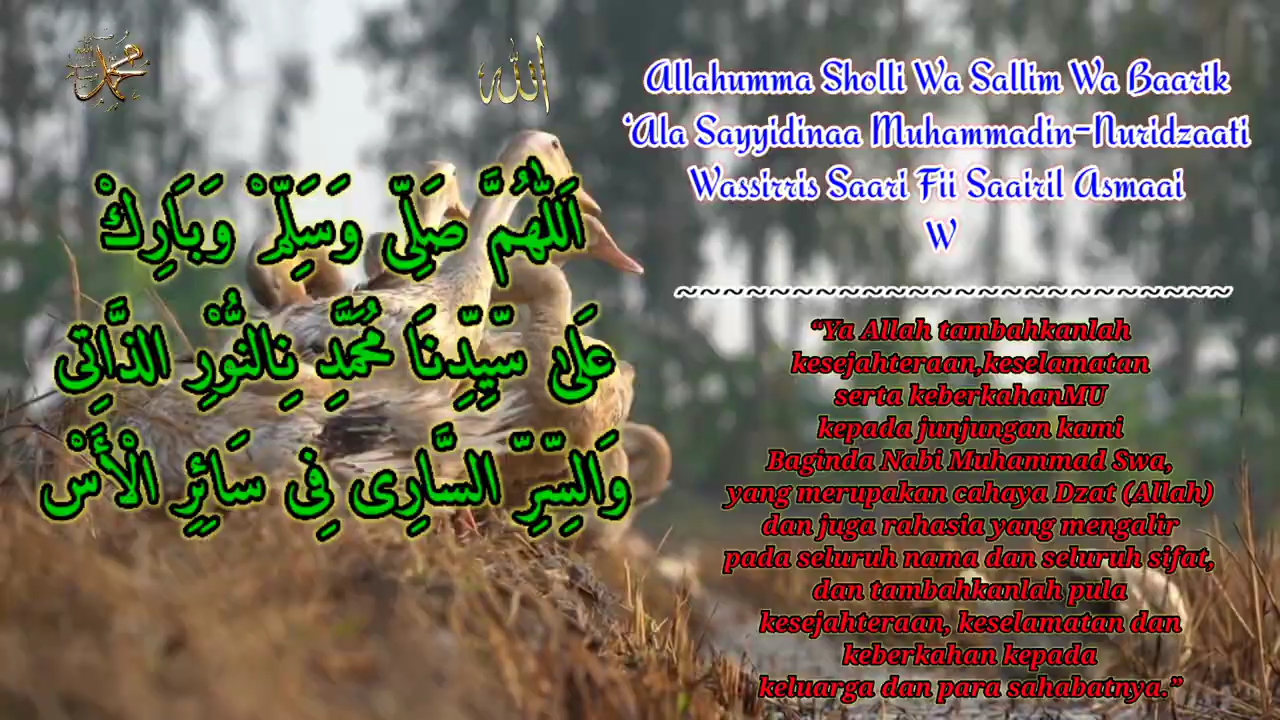 محمد
الله
اَللّٰهُمَّ صَلِّى وَسَلِّمْ وَبَارِكْ
عَلَى سَيِّدِنَا مُحَمَّدِ نِالنُّوْرِ الذَّاتِى
وَالسِّرِّ السَّارِى فِى سَائِرِ الْأَسْ
Allahumma Sholli Wa Sallim Wa Baarik
‘Ala Sayyidinaa Muhammadin-Nuridzaati
Wassirris Saari Fii Saairil Asmaai
W
~~~~~~~~~~~~~~~~~~~~~~~~~~
“Ya Allah tambahkanlah
kesejahteraan,keselamatan
serta keberkahanMU
kepada junjungan kami
Baginda Nabi Muhammad Swa,
yang merupakan cahaya Dzat (Allah)
dan juga rahasia yang mengalir
pada seluruh nama dan seluruh sifat,
dan tambahkanlah pula
kesejahteraan, keselamatan dan
keberkahan kepada
keluarga dan para sahabatnya.”